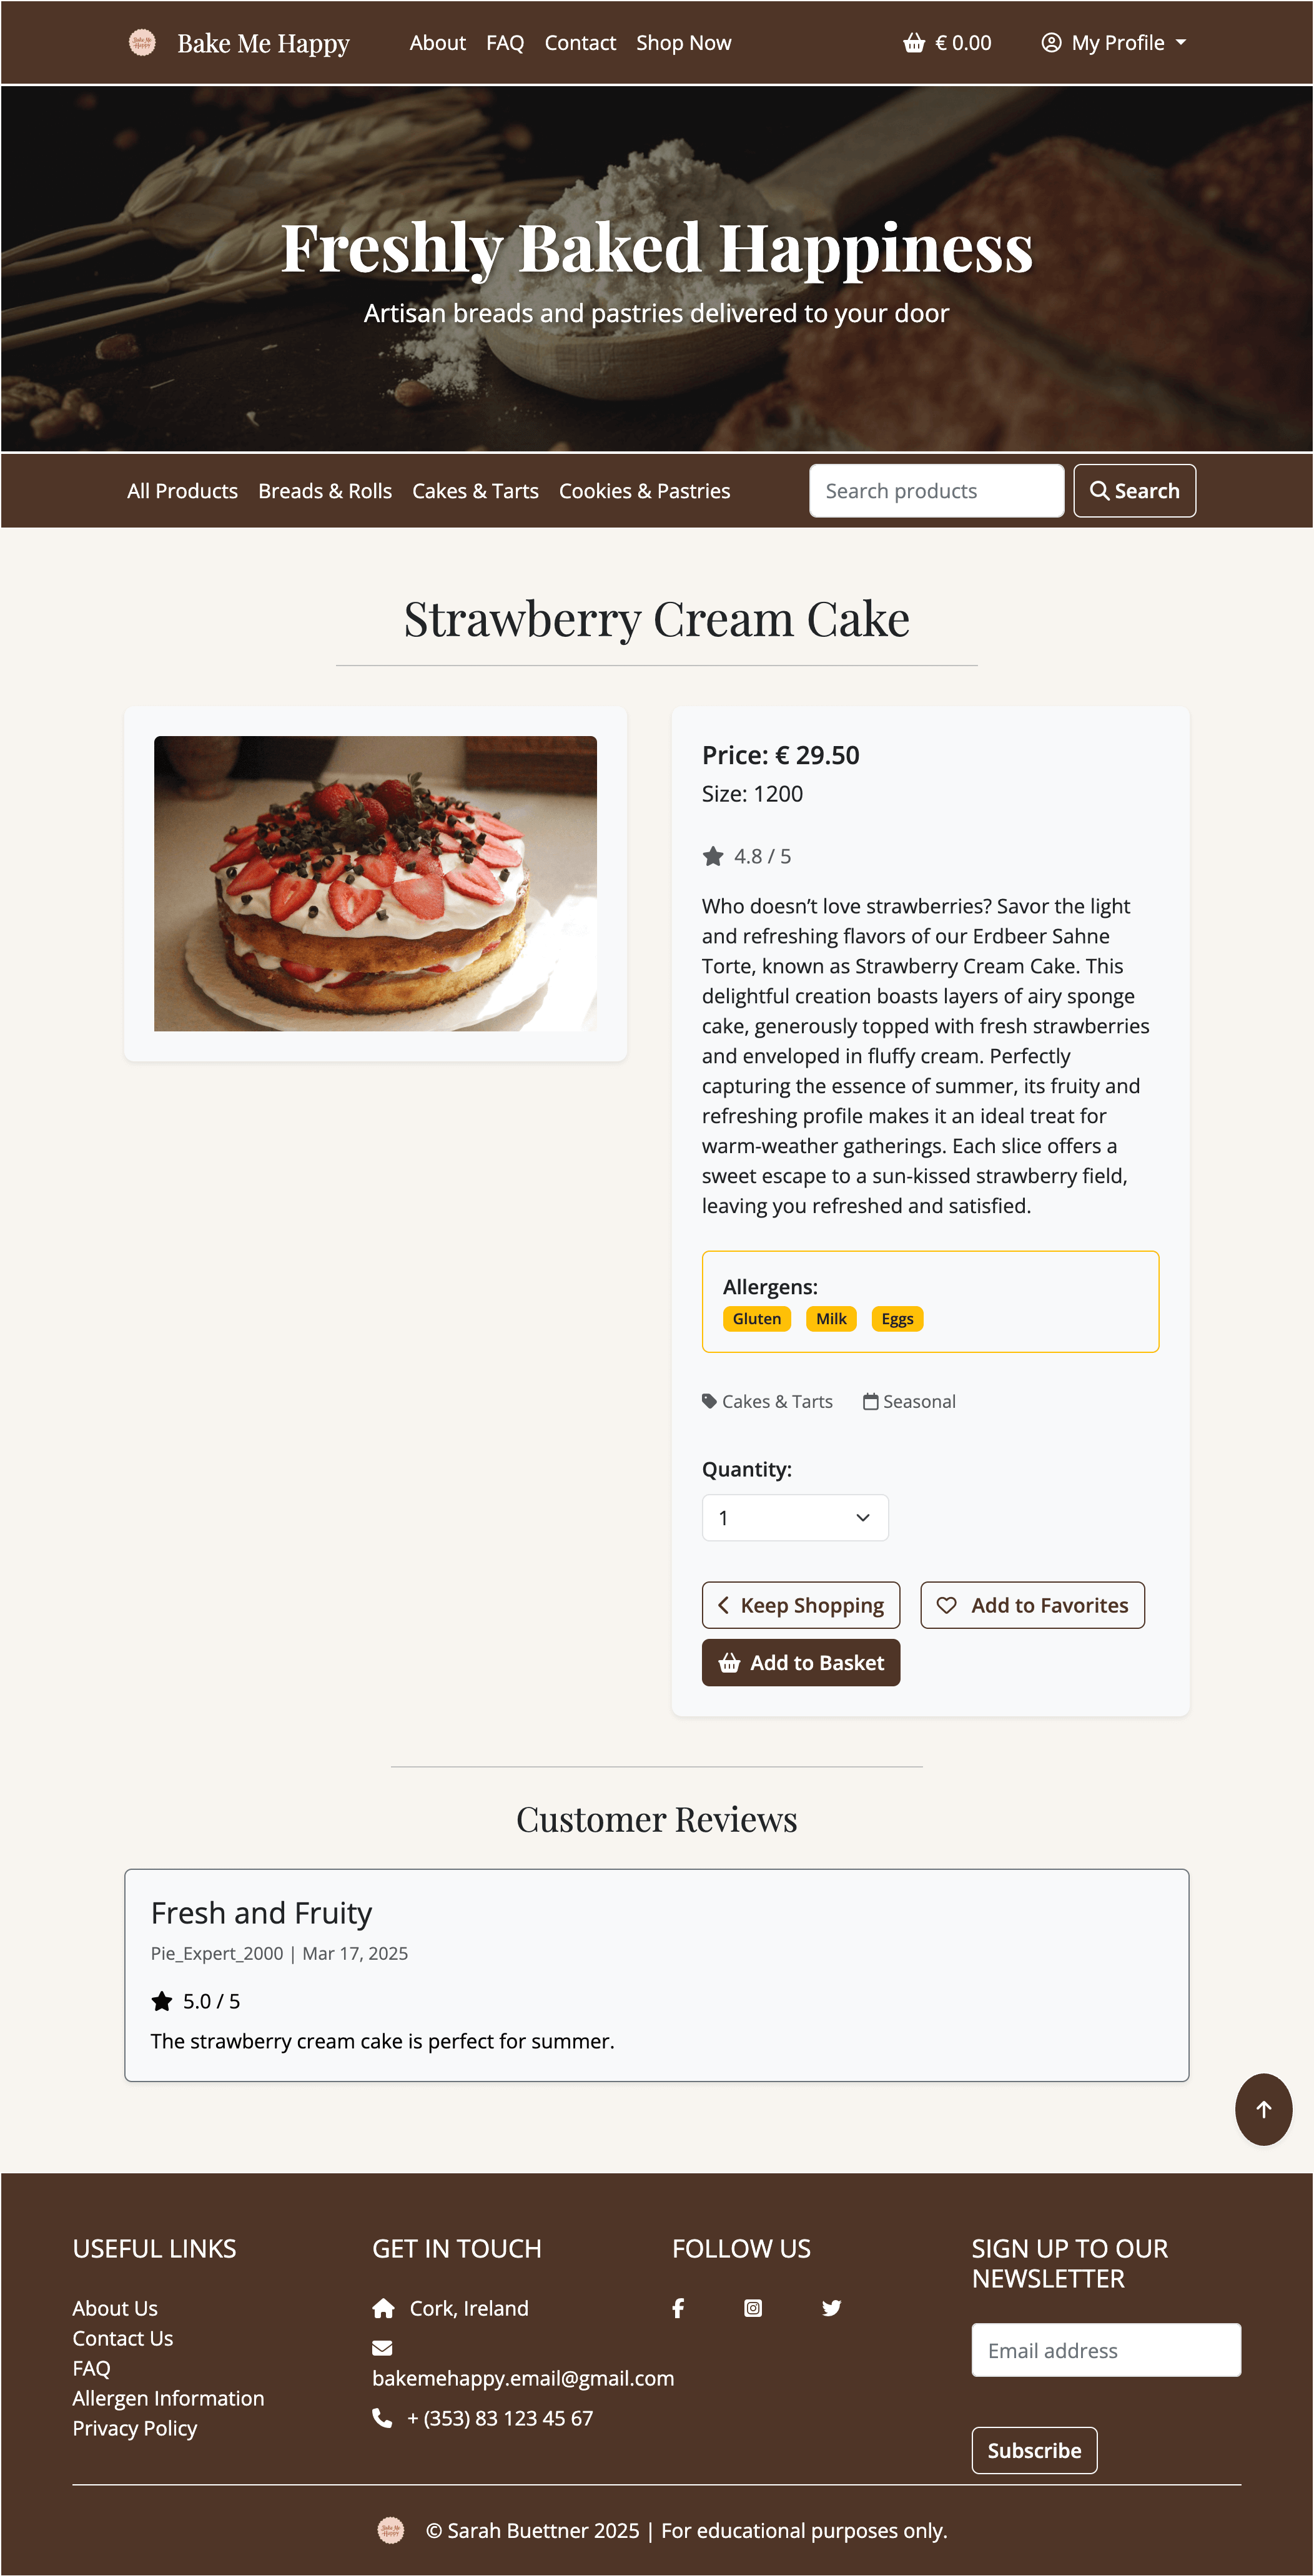 Bake Me Happy
About FAQ Contact Shop Now
€ 0.00
My Profile
Freshly Baked Happiness
Artisan breads and pastries delivered to your door
All Products Breads & Rolls Cakes & Tarts Cookies & Pastries
Search products
Search
Strawberry Cream Cake
Price: € 29.50
Size: 1200
4.8 / 5
Who doesn’t love strawberries? Savor the light
and refreshing flavors of our Erdbeer Sahne
Torte, known as Strawberry Cream Cake. This
delightful creation boasts layers of airy sponge
cake, generously topped with fresh strawberries
and enveloped in fluffy cream. Perfectly
capturing the essence of summer, its fruity and
refreshing profile makes it an ideal treat for
warm-weather gatherings. Each slice offers a
sweet escape to a sun-kissed strawberry field,
leaving you refreshed and satisfied.
Allergens:
Gluten Milk Eggs
Cakes & Tarts Seasonal
Quantity:
1
Keep Shopping Add to Favorites
Add to Basket
Customer Reviews
Fresh and Fruity
Pie_Expert_2000 | Mar 17, 2025
5.0 / 5
The strawberry cream cake is perfect for summer.
USEFUL LINKS
About Us
Contact Us
FAQ
Allergen Information
Privacy Policy
GET IN TOUCH
Cork, Ireland
bakemehappy.email@gmail.com
+ (353) 83 123 45 67
FOLLOW US
SIGN UP TO OUR
NEWSLETTER
Email address
Subscribe
© Sarah Buettner 2025 | For educational purposes only.